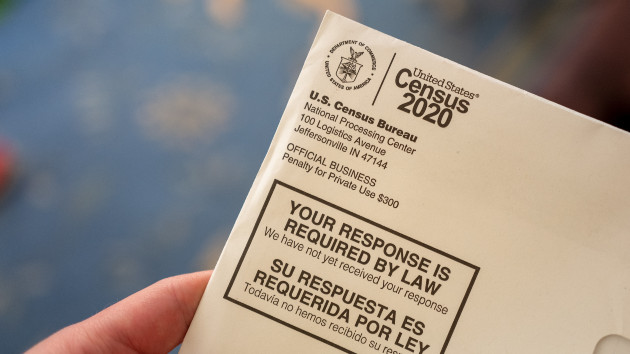 DEPARTMENT OF COMMERCE
UNITED STATES OF AMERICA
United States®
Census
2020
U.S. Census Bureau
National Processing Center
100 Logistics Avenue
Jeffersonville IN 47144
OFFICIAL BUSINESS
Penalty for Private Use $300
YOUR RESPONSE IS
REQUIRED BY LAW
We have not yet received your response
SU RESPUESTA ES
REQUERIDA POR LEY
Todavía no hemos recibido su